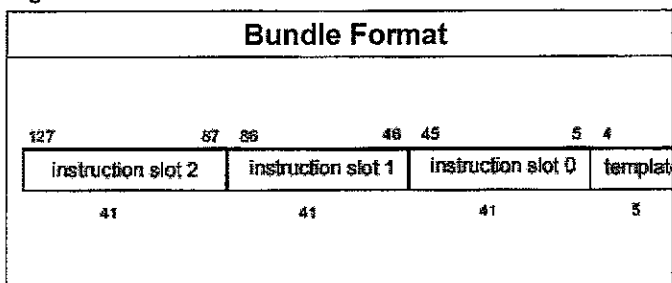 Bundle Format
127 87 86 46 45 5 4
instruction slot 2 instruction slot 1 instruction slot 0 templat
41 41 41 5